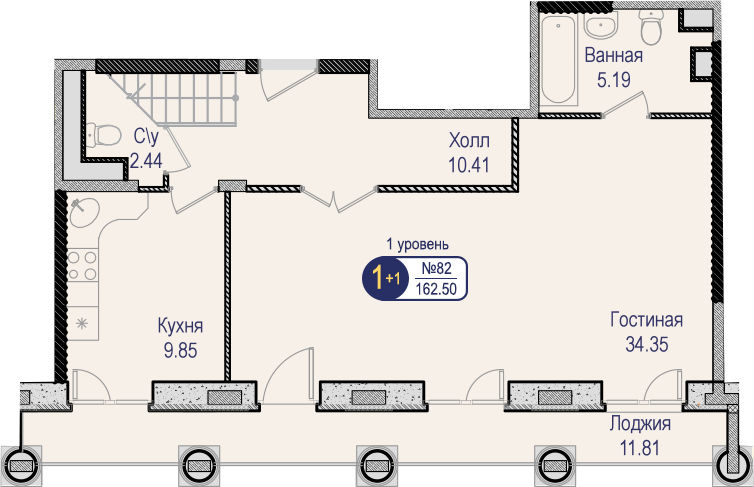 Ванная
5.19
С\у
2.44
Холл
10.41
1 уровень
1+1
№82
162.50
Кухня
9.85
Гостиная
34.35
Лоджия
11.81